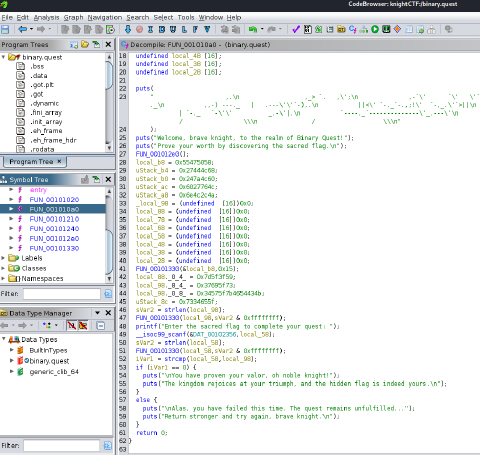 CodeBrowser: knightCTF:/binary.quest
File Edit Analysis Graph Navigation Search Select Tools Window Help
Program Trees
binary.quest
.bss
.data
.got.plt
.got
.dynamic
.fini_array
.init_array
.eh_frame
.eh_frame_hdr
.rodata
Program Tree
Symbol Tree
entry
FUN_00101020
FUN_001010a0
FUN_00101210
FUN_00101240
FUN_001012e0
FUN_00101330
Labels
Classes
Namespaces
Filter:
Data Type Manager
Data Types
BuiltInTypes
binary.quest
generic_clib_64
Filter:
Decompile: FUN_001010a0 - (binary.quest)
18 undefined local_48 [16];
19 undefined local_38 [16];
20 undefined local_28 [16];
21
22 puts(
23
24 );
25 puts("Welcome, brave knight, to the realm of Binary Quest!");
26 puts("Prove your worth by discovering the sacred flag.\n");
27 FUN_001012e0();
28 local_b8 = 0x55475058;
29 uStack_b4 = 0x27444c68;
30 uStack_b0 = 0x247a4c60;
31 uStack_ac = 0x6027764c;
32 uStack_a8 = 0x6e4c2c4a;
33 _local_98 = (undefined [16])0x0;
34 local_88 = (undefined [16])0x0;
35 local_78 = (undefined [16])0x0;
36 local_68 = (undefined [16])0x0;
37 local_58 = (undefined [16])0x0;
38 local_48 = (undefined [16])0x0;
39 local_38 = (undefined [16])0x0;
40 local_28 = (undefined [16])0x0;
41 FUN_00101330(&local_b8,0x15);
42 local_88._0_4_ = 0x7d5f3f59;
43 local_98._0_4_ = 0x37695f73;
44 local_98._0_8_ = 0x34575f7b4654434b;
45 uStack_8c = 0x7334655f;
46 sVar2 = strlen(local_98);
47 FUN_00101330(local_98,sVar2 & 0xffffffff);
48 printf("Enter the sacred flag to complete your quest: ");
49 __isoc99_scanf(&DAT_00102356,local_58);
50 sVar2 = strlen(local_58);
51 FUN_00101330(local_58,sVar2 & 0xffffffff);
52 iVar1 = strcmp(local_58,local_98);
53 if (iVar1 == 0) {
54 puts("\nYou have proven your valor, oh noble knight!");
55 puts("The kingdom rejoices at your triumph, and the hidden flag is indeed yours.\n");
56 }
57 else {
58 puts("\nAlas, you have failed this time. The quest remains unfulfilled...");
59 puts("Return stronger and try again, brave knight.\n");
60 }
61 return 0;
62 }
63